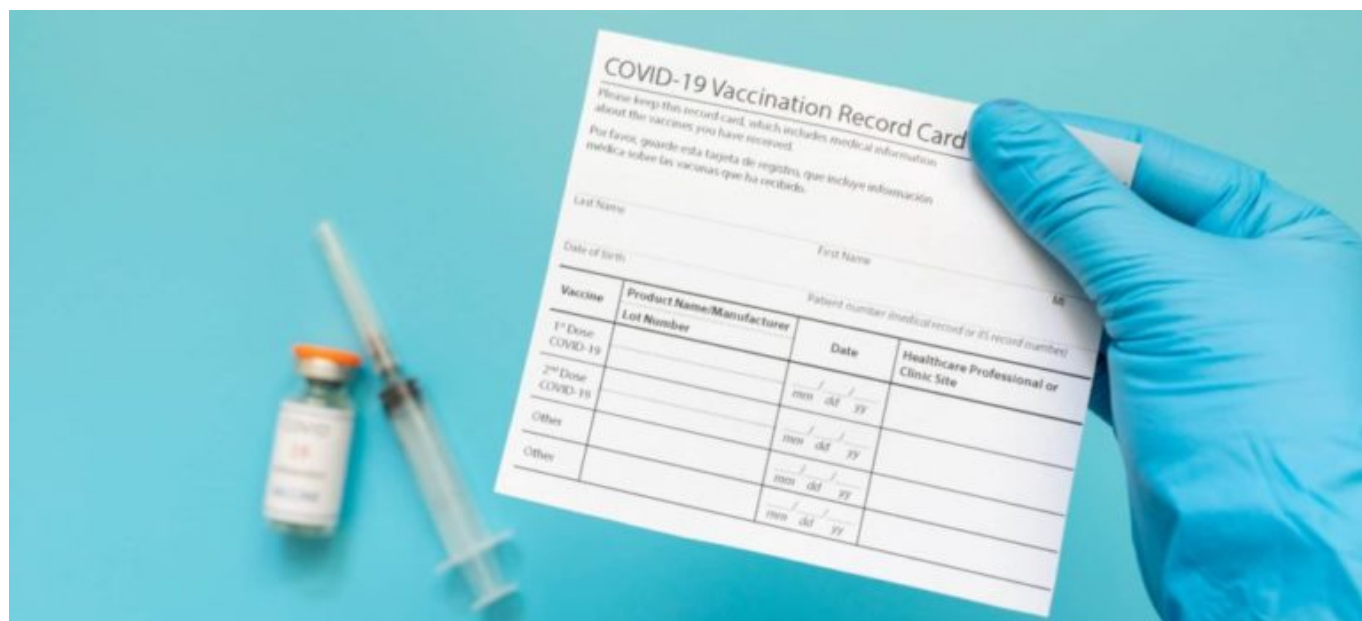 COVID-19 Vaccination Record Card
Please keep this record card, which includes medical information
about the vaccines you have received.
Por favor, guarde esta tarjeta de registro, que incluye información
médica sobre las vacunas que ha recibido.
Last Name First Name MI
Date of birth Patient number (medical record or IIS record number)
Vaccine Product Name/Manufacturer Date Healthcare Professional or
Lot Number Clinic Site
1st Dose
COVID-19
mm dd yy
2nd Dose
COVID-19
mm dd yy
Other
mm dd yy
Other
mm dd yy
COVID
19
VACCINE